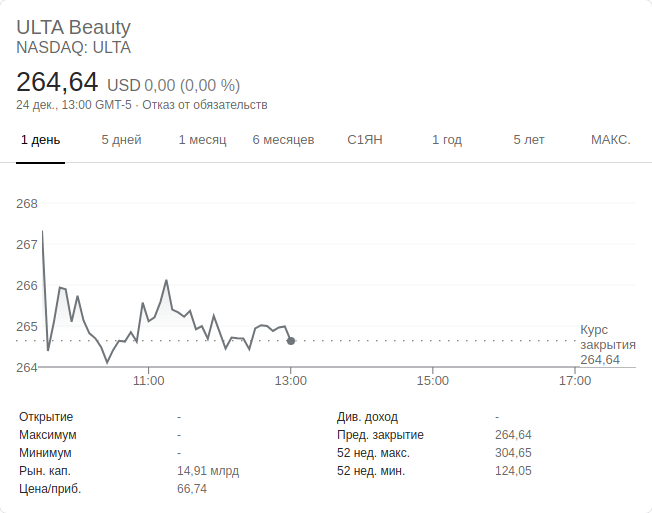 ULTA Beauty
NASDAQ: ULTA
264,64 USD 0,00 (0,00 %)
24 дек., 13:00 GMT-5 · Отказ от обязательств
1 день 5 дней 1 месяц 6 месяцев С1ЯН 1 год 5 лет МАКС.
268
267
266
265
264
Курс
закрытия
264,64
11:00 13:00 15:00 17:00
Открытие - Див. доход -
Максимум - Пред. закрытие 264,64
Минимум - 52 нед. макс. 304,65
Рын. кап. 14,91 млрд 52 нед. мин. 124,05
Цена/приб. 66,74